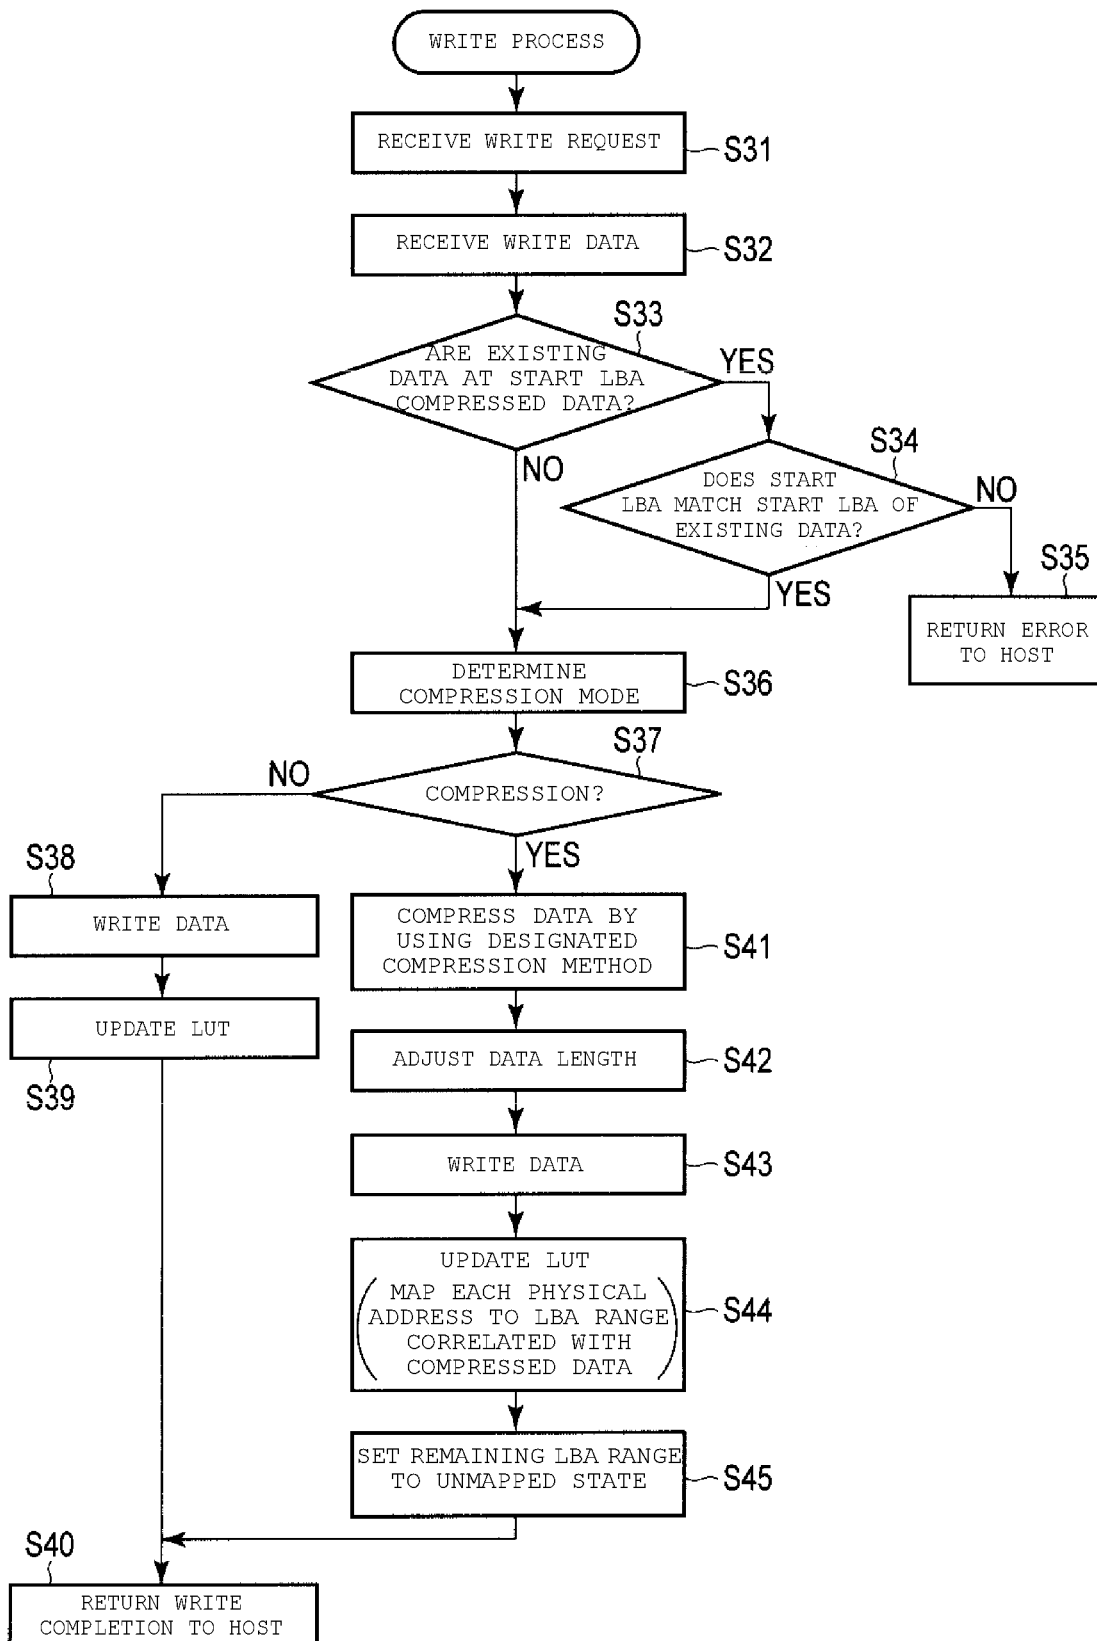 WRITE PROCESS
RECEIVE WRITE REQUEST
S31
RECEIVE WRITE DATA
S32
S33
ARE EXISTING
DATA AT START LBA
COMPRESSED DATA?
YES
NO
S34
DOES START
LBA MATCH START LBA OF
EXISTING DATA?
NO
YES
S35
RETURN ERROR
TO HOST
DETERMINE
COMPRESSION MODE
S36
S37
COMPRESSION?
NO
YES
S38
WRITE DATA
UPDATE LUT
S39
COMPRESS DATA BY
USING DESIGNATED
COMPRESSION METHOD
S41
ADJUST DATA LENGTH
S42
WRITE DATA
S43
UPDATE LUT
(MAP EACH PHYSICAL
ADDRESS TO LBA RANGE
CORRELATED WITH
COMPRESSED DATA)
S44
SET REMAINING LBA RANGE
TO UNMAPPED STATE
S45
S40
RETURN WRITE
COMPLETION TO HOST